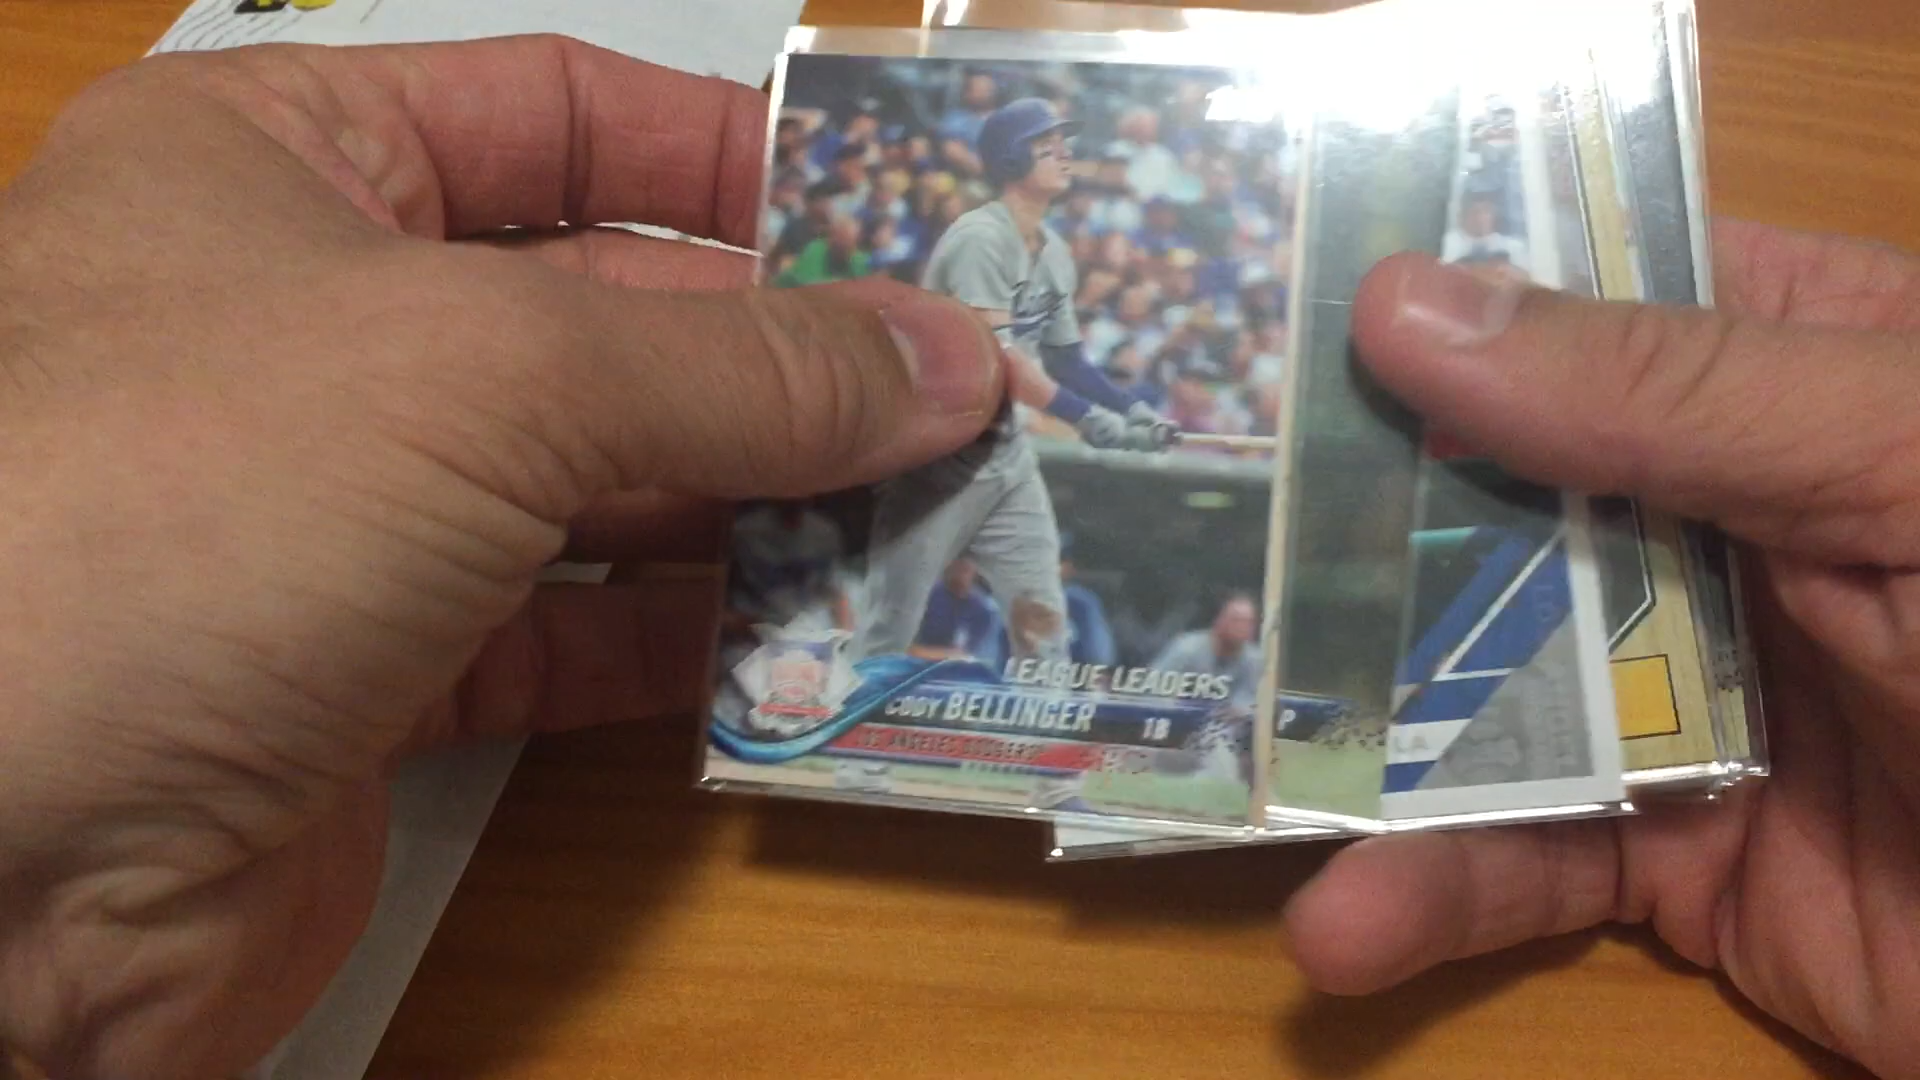 LEAGUE LEADERS
CODY BELLINGER 1B
LOS ANGELES DODGERS
P